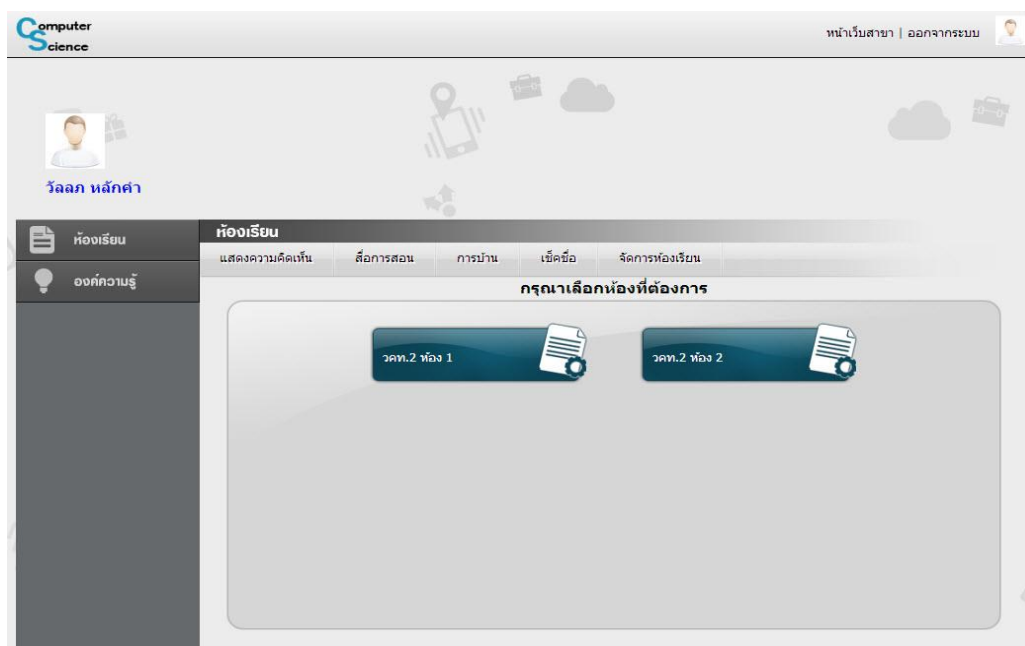 Computer
Science
หน้าเว็บสาขา | ออกจากระบบ
วัลลภ หลักคำ
ห้องเรียน
องค์ความรู้
ห้องเรียน
แสดงความคิดเห็น สื่อการสอน การบ้าน เช็คชื่อ จัดการห้องเรียน
กรุณาเลือกห้องที่ต้องการ
วคท.2 ห้อง 1 วคท.2 ห้อง 2